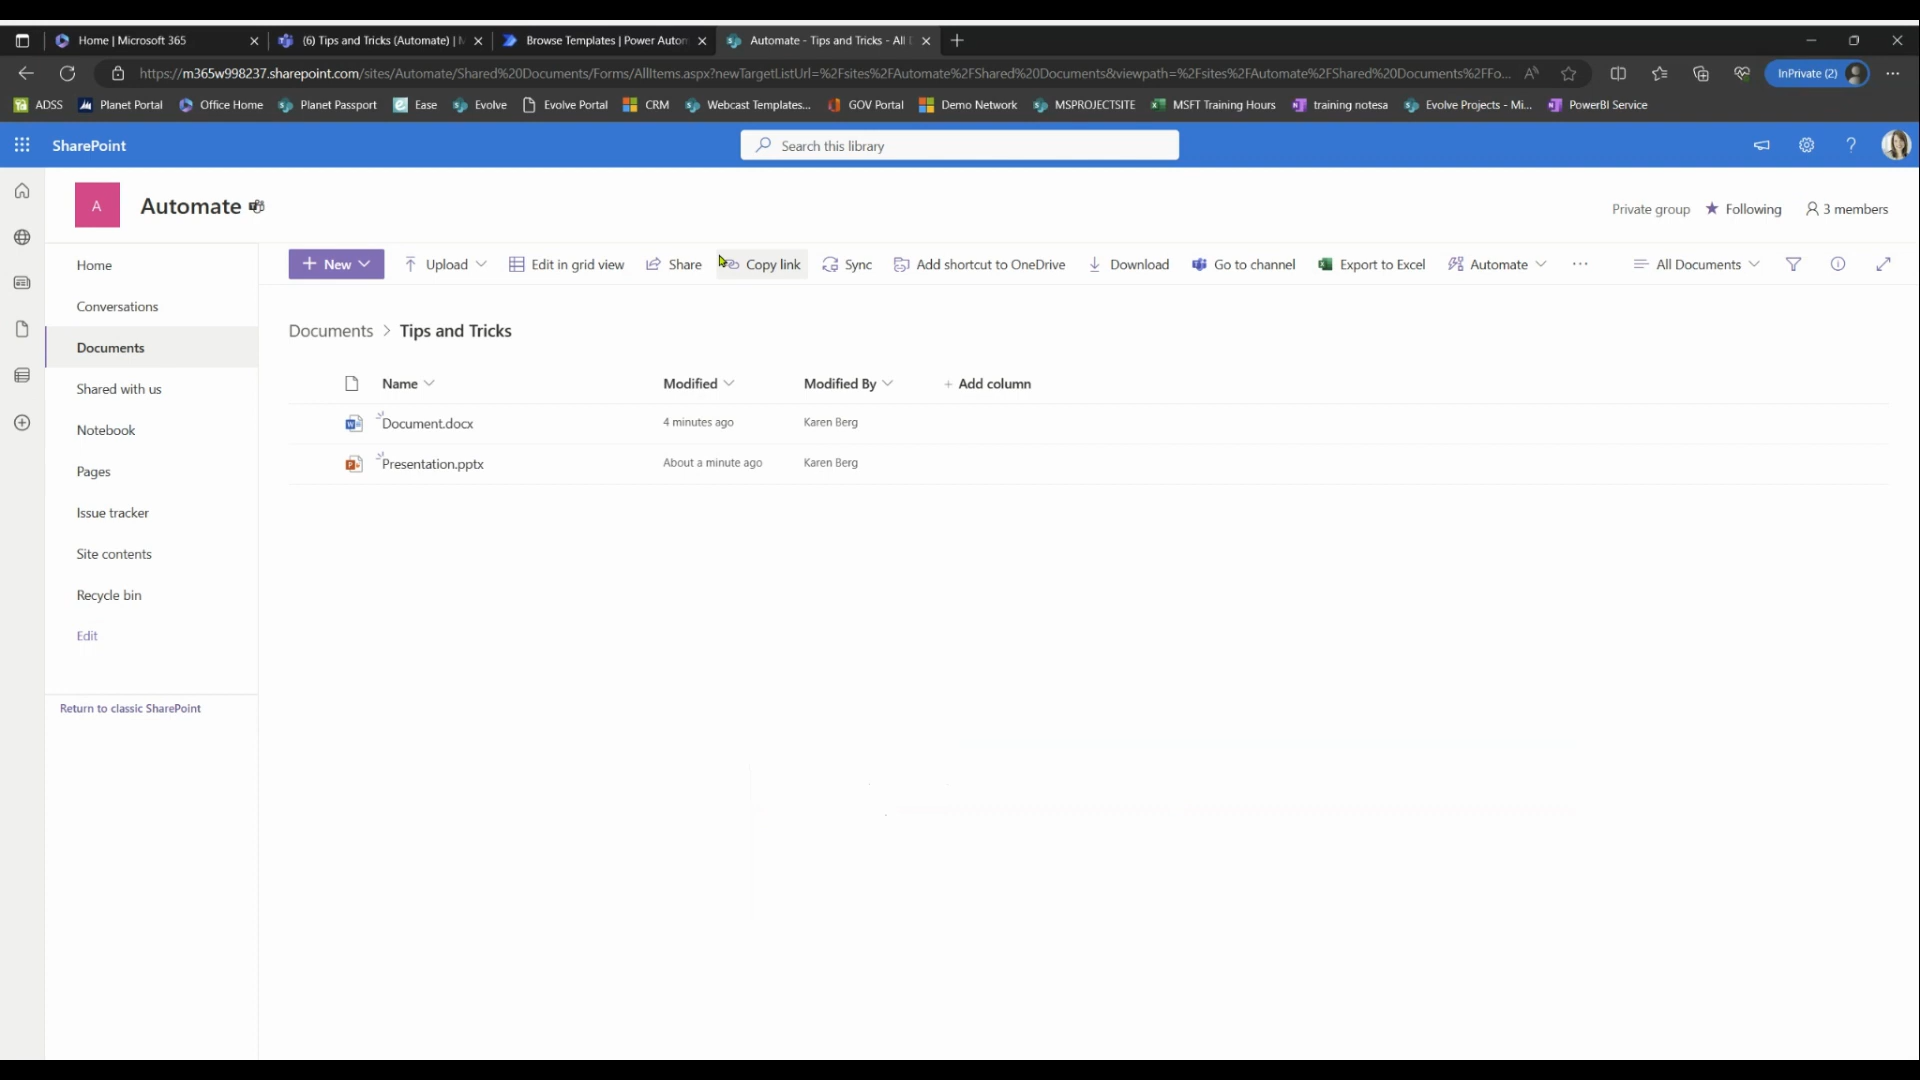 Home | Microsoft 365
(6) Tips and Tricks (Automate) |
Browse Templates | Power Autom
Automate - Tips and Tricks - All
https://m365w998237.sharepoint.com/sites/Automate/Shared%20Documents/Forms/AllItems.aspx?newTargetListUrl=%2Fsites%2FAutomate%2FShared%20Documents&viewpath=%2Fsites%2FAutomate%2FShared%20Documents%2FFo...
InPrivate (2)
ADSS
Planet Portal
Office Home
Planet Passport
Ease
Evolve
Evolve Portal
CRM
Webcast Templates...
GOV Portal
Demo Network
MSPROJECTSITE
MSFT Training Hours
training notesa
Evolve Projects - Mi...
PowerBI Service
SharePoint
Search this library
A
Automate
Private group
Following
3 members
Home
Conversations
Documents
Shared with us
Notebook
Pages
Issue tracker
Site contents
Recycle bin
Edit
Return to classic SharePoint
New
Upload
Edit in grid view
Share
Copy link
Sync
Add shortcut to OneDrive
Download
Go to channel
Export to Excel
Automate
All Documents
Documents > Tips and Tricks
Name
Modified
Modified By
+ Add column
Document.docx
4 minutes ago
Karen Berg
Presentation.pptx
About a minute ago
Karen Berg